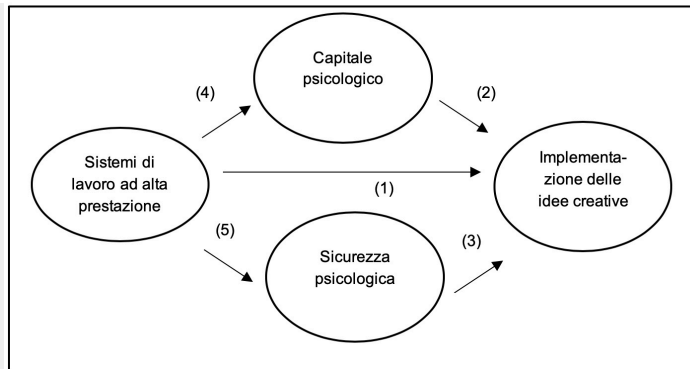 Capitale
psicologico
(4)
(2)
Sistemi di
lavoro ad alta
prestazione
(1)
Implementa-
zione delle
idee creative
(5)
Sicurezza
psicologica
(3)